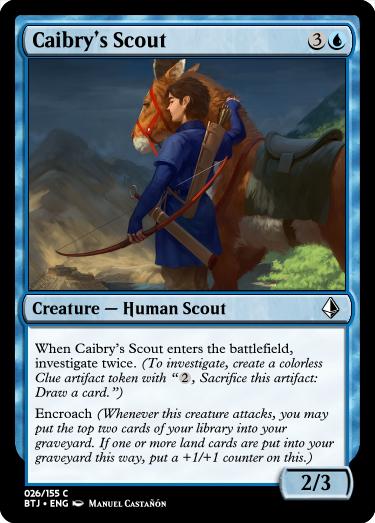 Caibry's Scout 3
Creature — Human Scout
When Caibry's Scout enters the battlefield,
investigate twice. (To investigate, create a colorless
Clue artifact token with “2, Sacrifice this artifact:
Draw a card.”)
Encroach (Whenever this creature attacks, you may
put the top two cards of your library into your
graveyard. If one or more land cards are put into your
graveyard this way, put a +1/+1 counter on this.)
2/3
026/155 C
BTJ • ENG Manuel Castañón